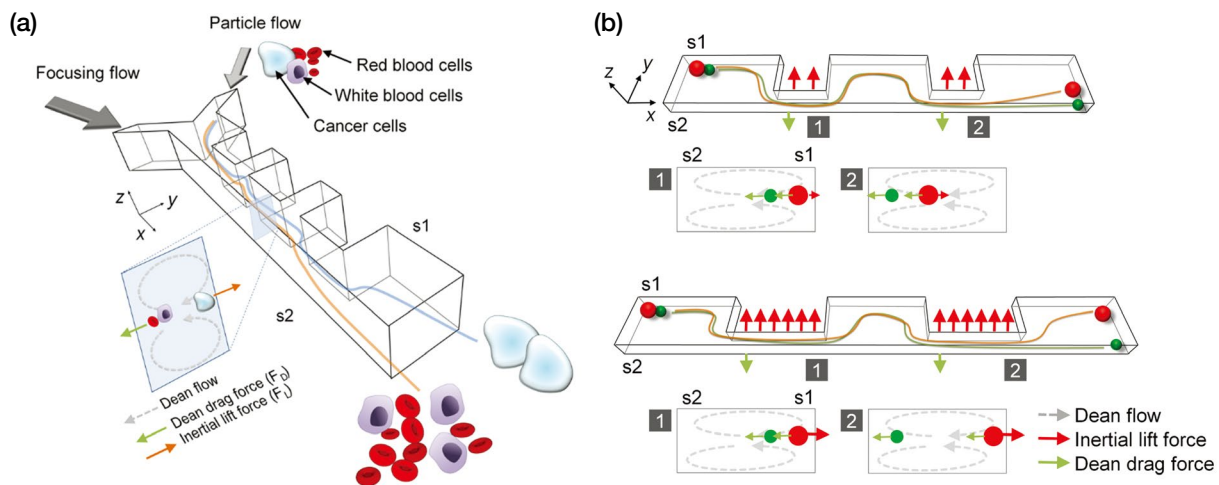 (a)
Particle flow
Focusing flow
Red blood cells
White blood cells
Cancer cells
z
y
x
s1
s2
Dean flow
Dean drag force (FD)
Inertial lift force (FL)
(b)
s1
z
y
x
s2
1
2
1
s2
s1
2
s1
s2
1
2
1
s2
s1
2
Dean flow
Inertial lift force
Dean drag force